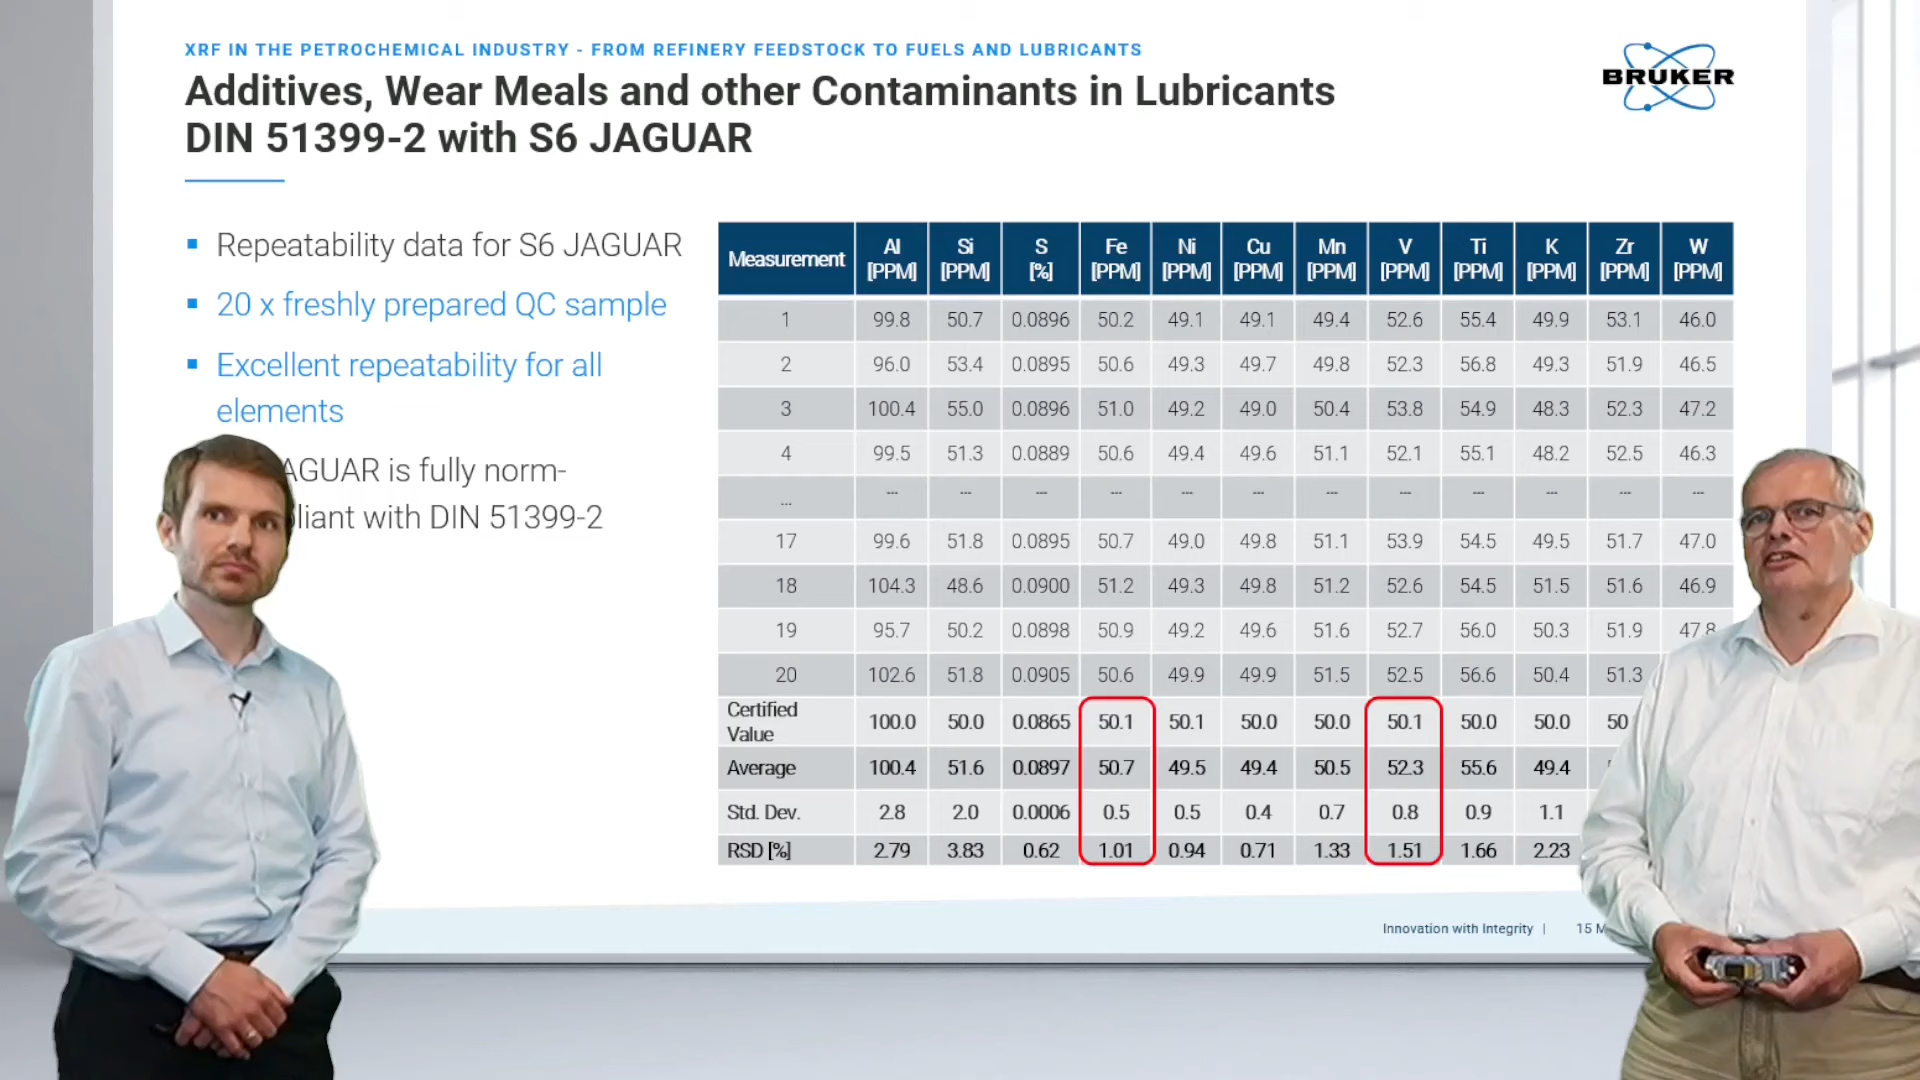 XRF IN THE PETROCHEMICAL INDUSTRY - FROM REFINERY FEEDSTOCK TO FUELS AND LUBRICANTS
Additives, Wear Meals and other Contaminants in Lubricants
DIN 51399-2 with S6 JAGUAR
BRUKER
Repeatability data for S6 JAGUAR
20 x freshly prepared QC sample
Excellent repeatability for all
elements
AGUAR is fully norm-
liant with DIN 51399-2
Measurement Al [PPM] Si [PPM] S [%] Fe [PPM] Ni [PPM] Cu [PPM] Mn [PPM] V [PPM] Ti [PPM] K [PPM] Zr [PPM] W [PPM]
1 99.8 50.7 0.0896 50.2 49.1 49.1 49.4 52.6 55.4 49.9 53.1 46.0
2 96.0 53.4 0.0895 50.6 49.3 49.7 49.8 52.3 56.8 49.3 51.9 46.5
3 100.4 55.0 0.0896 51.0 49.2 49.0 50.4 53.8 54.9 48.3 52.3 47.2
4 99.5 51.3 0.0889 50.6 49.4 49.6 51.1 52.1 55.1 48.2 52.5 46.3
... ... ... ... ... ... ... ... ... ... ... ... ...
17 99.6 51.8 0.0895 50.7 49.0 49.8 51.1 53.9 54.5 49.5 51.7 47.0
18 104.3 48.6 0.0900 51.2 49.3 49.8 51.2 52.6 54.5 51.5 51.6 46.9
19 95.7 50.2 0.0898 50.9 49.2 49.6 51.6 52.7 56.0 50.3 51.9 47.8
20 102.6 51.8 0.0905 50.6 49.9 49.9 51.5 52.5 56.6 50.4 51.3
Certified Value 100.0 50.0 0.0865 50.1 50.1 50.0 50.0 50.1 50.0 50.0 50
Average 100.4 51.6 0.0897 50.7 49.5 49.4 50.5 52.3 55.6 49.4
Std. Dev. 2.8 2.0 0.0006 0.5 0.5 0.4 0.7 0.8 0.9 1.1
RSD [%] 2.79 3.83 0.62 1.01 0.94 0.71 1.33 1.51 1.66 2.23
Innovation with Integrity | 15 M